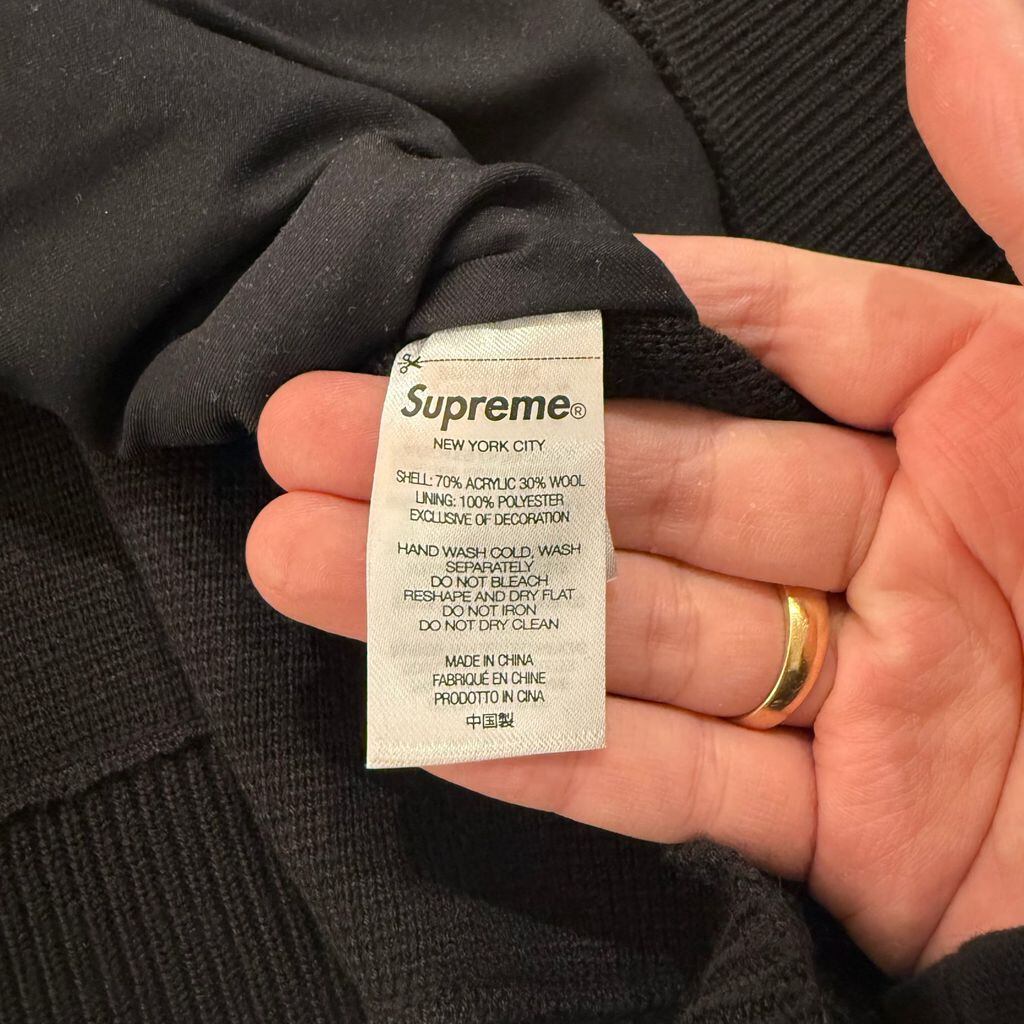 Supreme®
NEW YORK CITY
SHELL: 70% ACRYLIC 30% WOOL
LINING: 100% POLYESTER
EXCLUSIVE OF DECORATION
HAND WASH COLD, WASH
SEPARATELY
DO NOT BLEACH
RESHAPE AND DRY FLAT
DO NOT IRON
DO NOT DRY CLEAN
MADE IN CHINA
FABRIQUÉ EN CHINE
PRODOTTO IN CINA
中国製